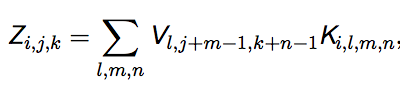 Z_{i,j,k} = \sum_{l,m,n} V_{l,j+m-1,k+n-1} K_{i,l,m,n},